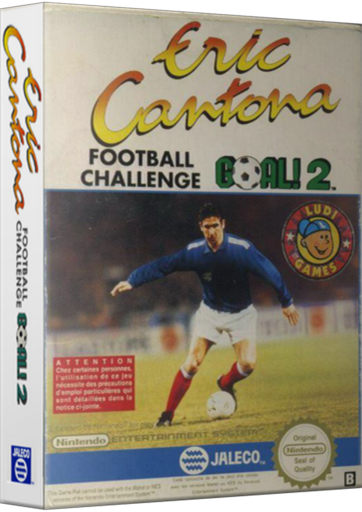 Eric
Cantona
FOOTBALL
CHALLENGE
GOAL! 2
TM
LUDI
GAMES
ATTENTION
Chez certaines personnes,
l'utilisation de ce jeu
nécessite des précautions
d'emploi particulières qui
sont détaillées dans la
notice ci-jointe.
Nintendo ENTERTAINMENT SYSTEM
JALECO
Original
Nintendo
Seal of
Quality
B
Eric
Cantona
FOOTBALL
CHALLENGE
GOAL! 2
JALECO